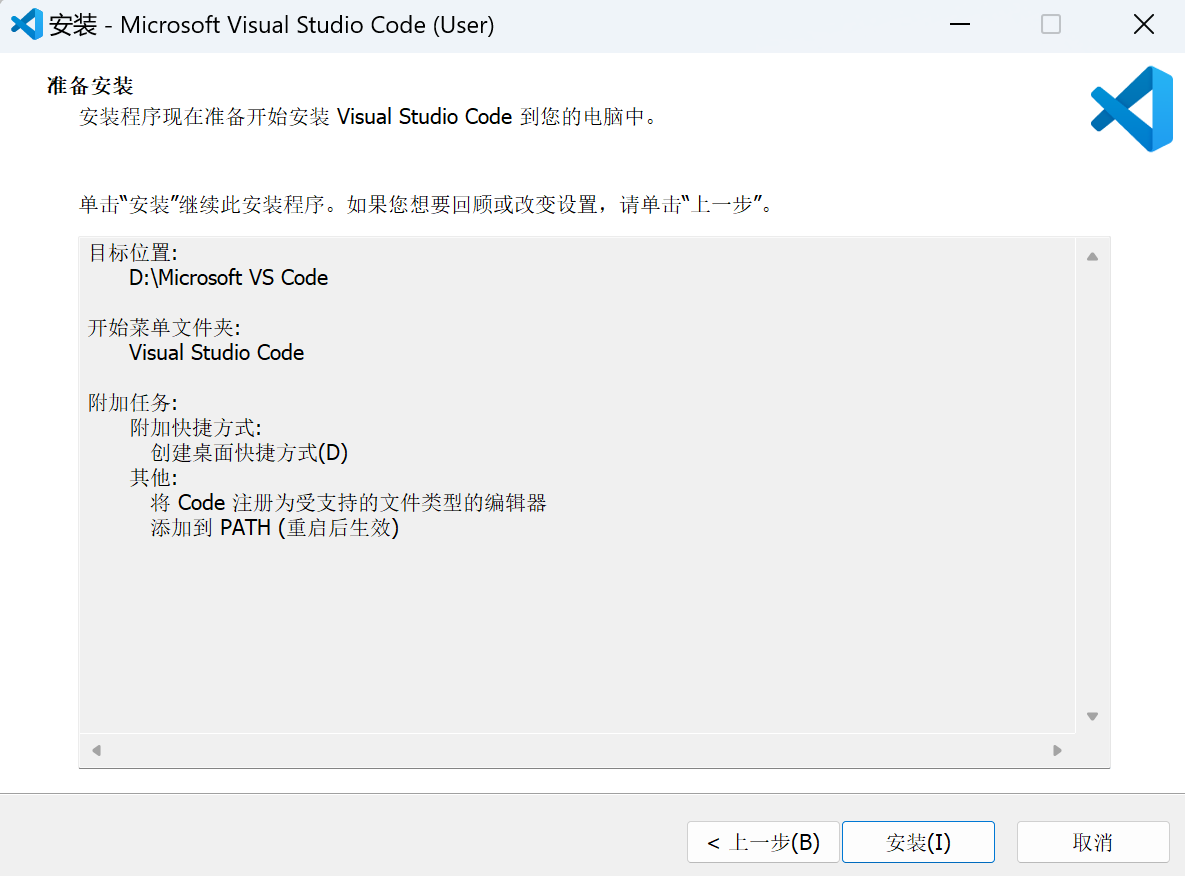 安装 - Microsoft Visual Studio Code (User)
准备安装
安装程序现在准备开始安装 Visual Studio Code 到您的电脑中。
单击“安装”继续此安装程序。如果您想要回顾或改变设置，请单击“上一步”。
目标位置:
D:\Microsoft VS Code
开始菜单文件夹:
Visual Studio Code
附加任务:
附加快捷方式:
创建桌面快捷方式(D)
其他:
将 Code 注册为受支持的文件类型的编辑器
添加到 PATH (重启后生效)
< 上一步(B) 安装(I) 取消